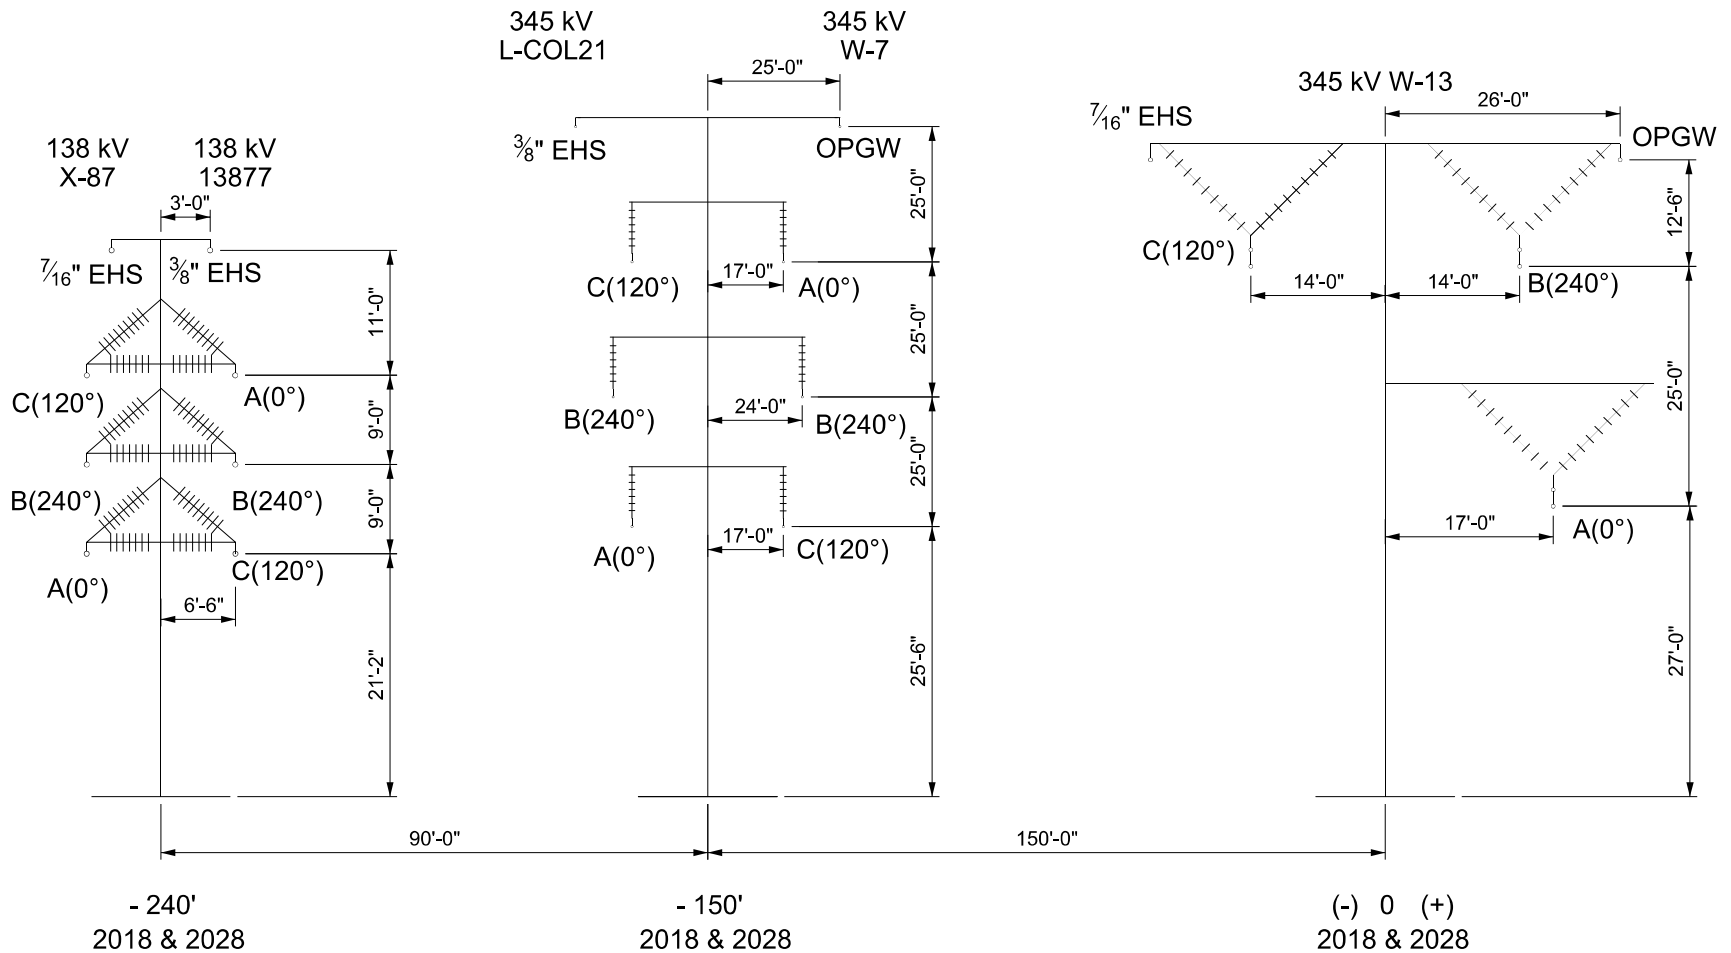 345 kV
L-COL21
345 kV
W-7
25'-0"
345 kV W-13
26'-0"
7/16" EHS
OPGW
138 kV
X-87
138 kV
13877
3/8" EHS
OPGW
3'-0"
25'-0"
12'-6"
7/16" EHS
3/8" EHS
C(120°)
B(240°)
14'-0"
14'-0"
11'-0"
C(120°)
17'-0"
A(0°)
C(120°)
A(0°)
9'-0"
25'-0"
25'-0"
B(240°)
24'-0"
B(240°)
B(240°)
B(240°)
9'-0"
25'-0"
17'-0"
A(0°)
A(0°)
C(120°)
A(0°)
17'-0"
C(120°)
6'-6"
21'-2"
25'-6"
27'-0"
90'-0"
150'-0"
- 240'
2018 & 2028
- 150'
2018 & 2028
(-) 0 (+)
2018 & 2028